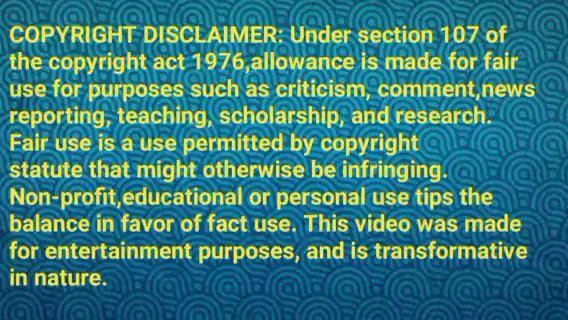 COPYRIGHT DISCLAIMER: Under section 107 of
the copyright act 1976,allowance is made for fair
use for purposes such as criticism, comment,news
reporting, teaching, scholarship, and research.
Fair use is a use permitted by copyright
statute that might otherwise be infringing.
Non-profit,educational or personal use tips the
balance in favor of fact use. This video was made
for entertainment purposes, and is transformative
in nature.